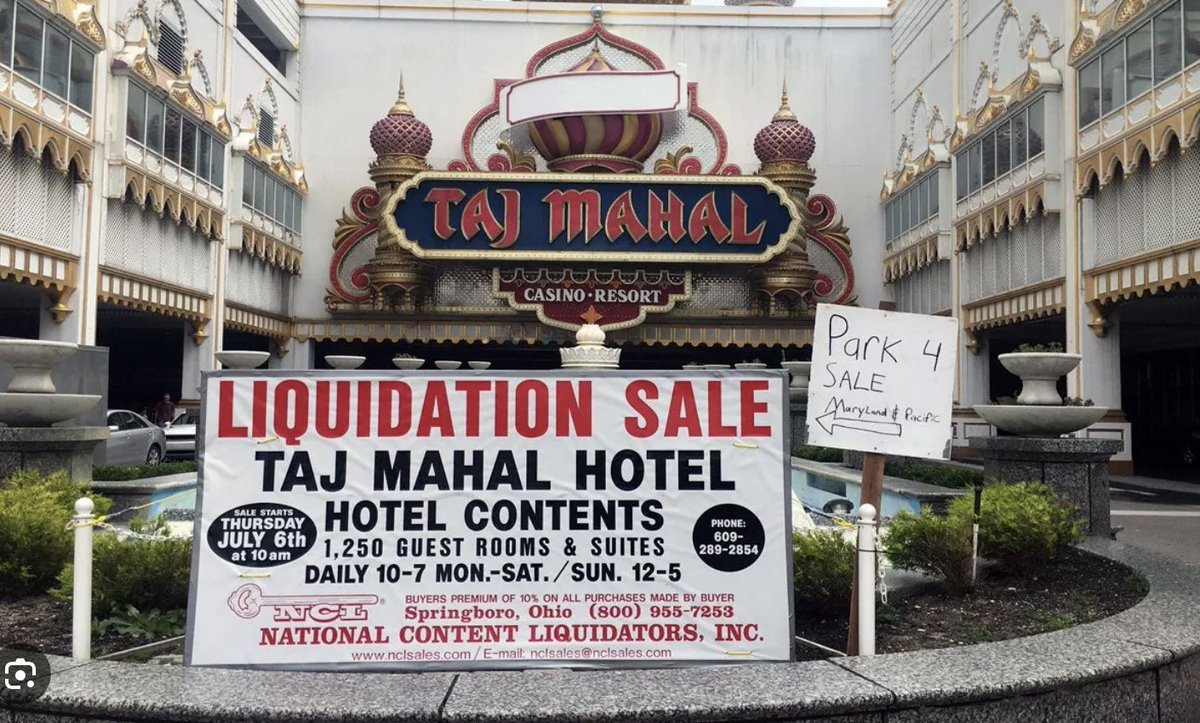 TAJ MAHAL
CASINO • RESORT
Park 4
SALE
Maryland & Pacific
LIQUIDATION SALE
TAJ MAHAL HOTEL
SALE STARTS
THURSDAY
JULY 6th
at 10am
HOTEL CONTENTS
1,250 GUEST ROOMS & SUITES
DAILY 10-7 MON.-SAT./SUN. 12-5
PHONE:
609-
289-2854
NCL
BUYERS PREMIUM OF 10% ON ALL PURCHASES MADE BY BUYER
Springboro, Ohio (800) 955-7253
NATIONAL CONTENT LIQUIDATORS, INC.
www.nclsales.com / E-mail: nclsales@nclsales.com